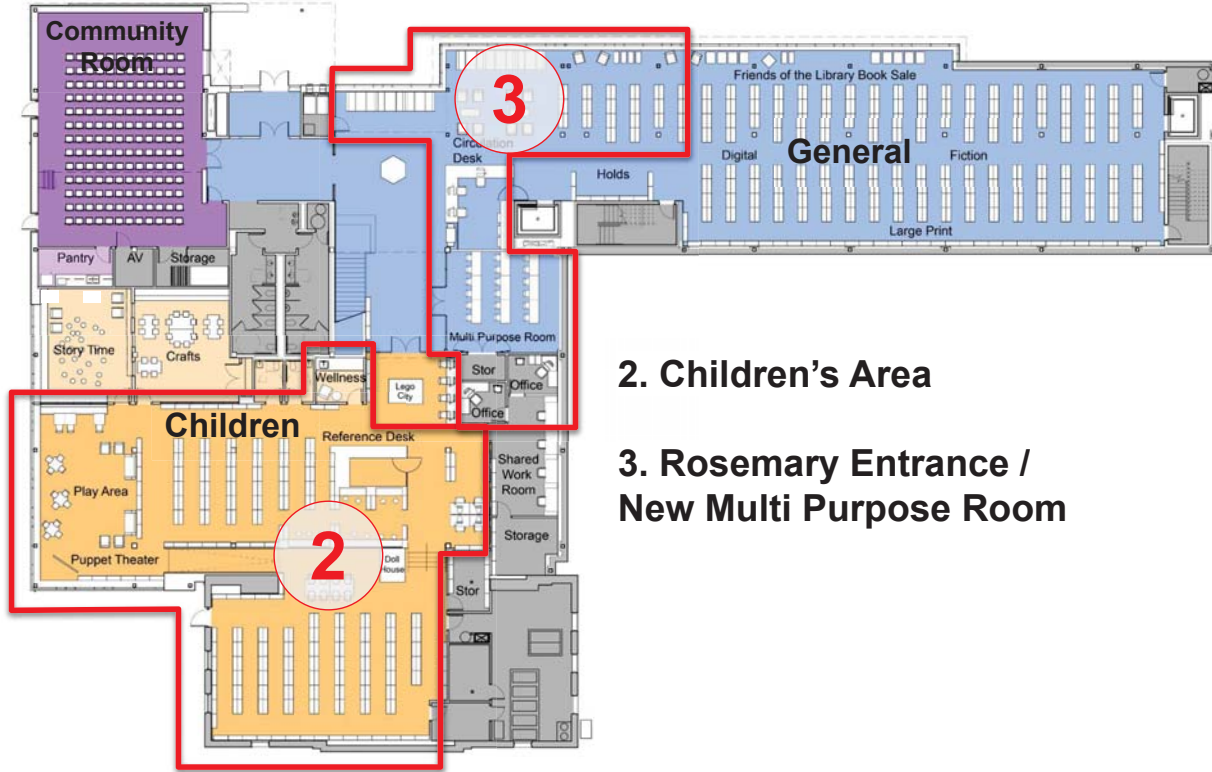 Community
Room
3
Friends of the Library Book Sale
Circulation
Desk
Digital
General
Fiction
Holds
Large Print
Pantry
AV
Storage
Story Time
Crafts
Multi Purpose Room
Wellness
Lego
City
Stor
Office
Office
2. Children’s Area
Children
Reference Desk
3. Rosemary Entrance /
New Multi Purpose Room
Shared
Work
Room
Play Area
Storage
Puppet Theater
2
Doll
House
Stor